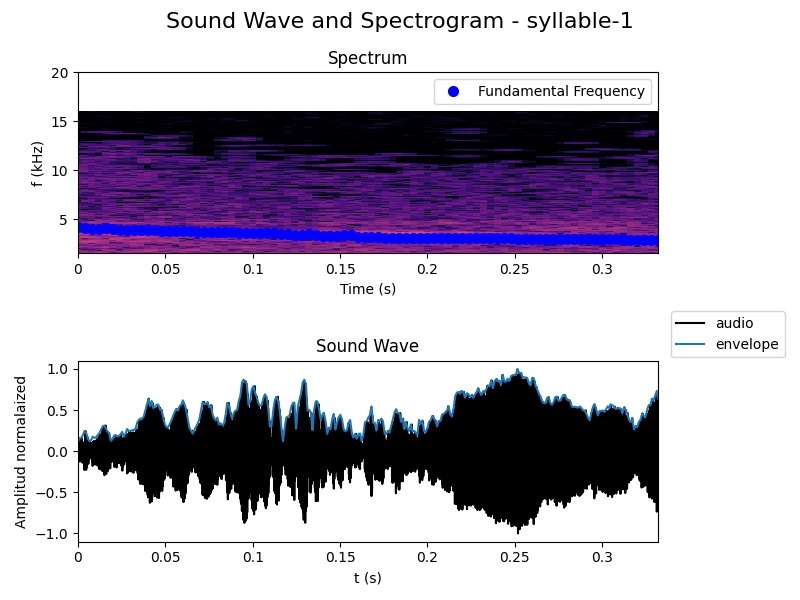 Sound Wave and Spectrogram - syllable-1
Spectrum
Fundamental Frequency
f (kHz)
20
15
10
5
0
0.05
0.1
0.15
0.2
0.25
0.3
Time (s)
audio
envelope
Sound Wave
Amplitud normalaized
1.0
0.5
0.0
−0.5
−1.0
0
0.05
0.1
0.15
0.2
0.25
0.3
t (s)